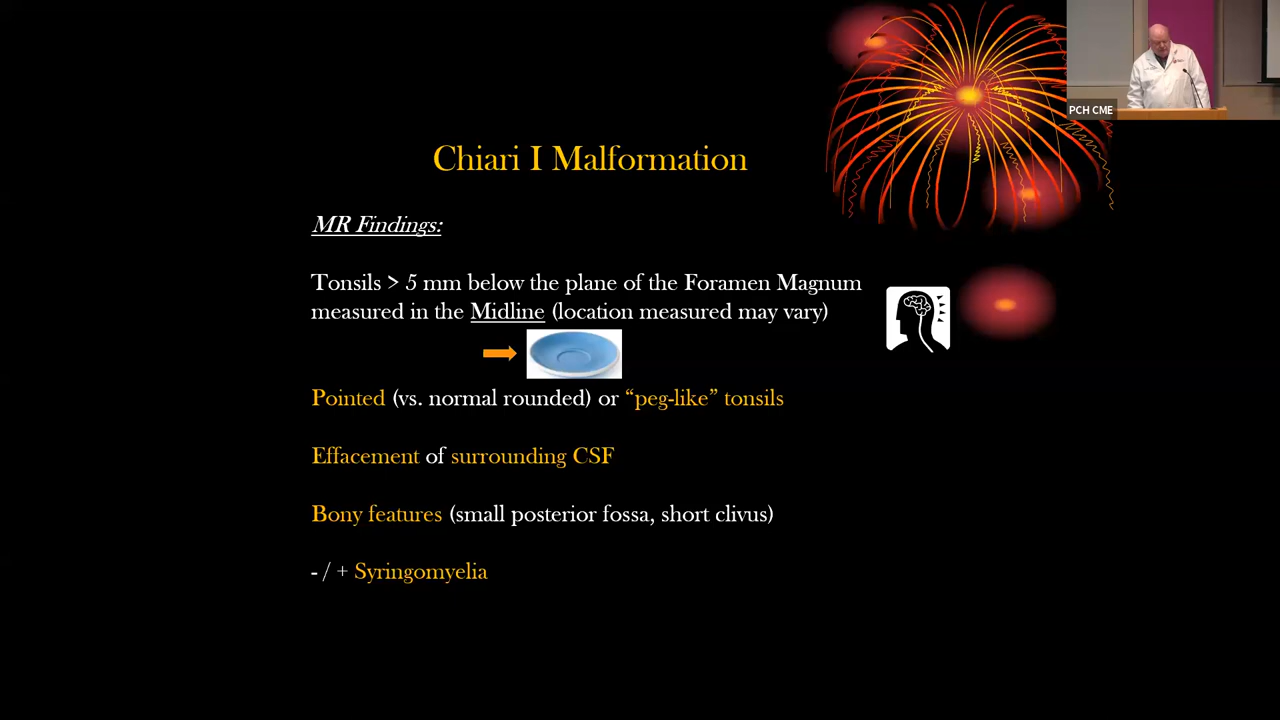 PCH CME
Chiari I Malformation
MR Findings:
Tonsils > 5 mm below the plane of the Foramen Magnum
measured in the Midline (location measured may vary)
Pointed (vs. normal rounded) or “peg-like” tonsils
Effacement of surrounding CSF
Bony features (small posterior fossa, short clivus)
- / + Syringomyelia